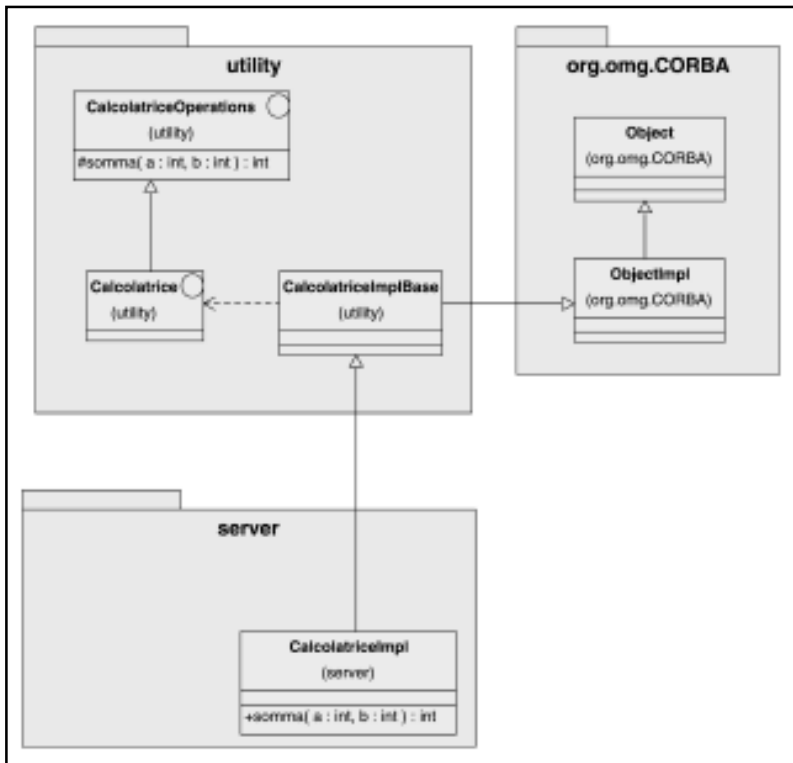 utility
CalcolatriceOperations
(utility)
#somma( a : int, b : int ) : int
Calcolatrice
(utility)
CalcolatriceImplBase
(utility)
org.omg.CORBA
Object
(org.omg.CORBA)
ObjectImpl
(org.omg.CORBA)
server
CalcolatriceImpl
(server)
+somma( a : int, b : int ) : int